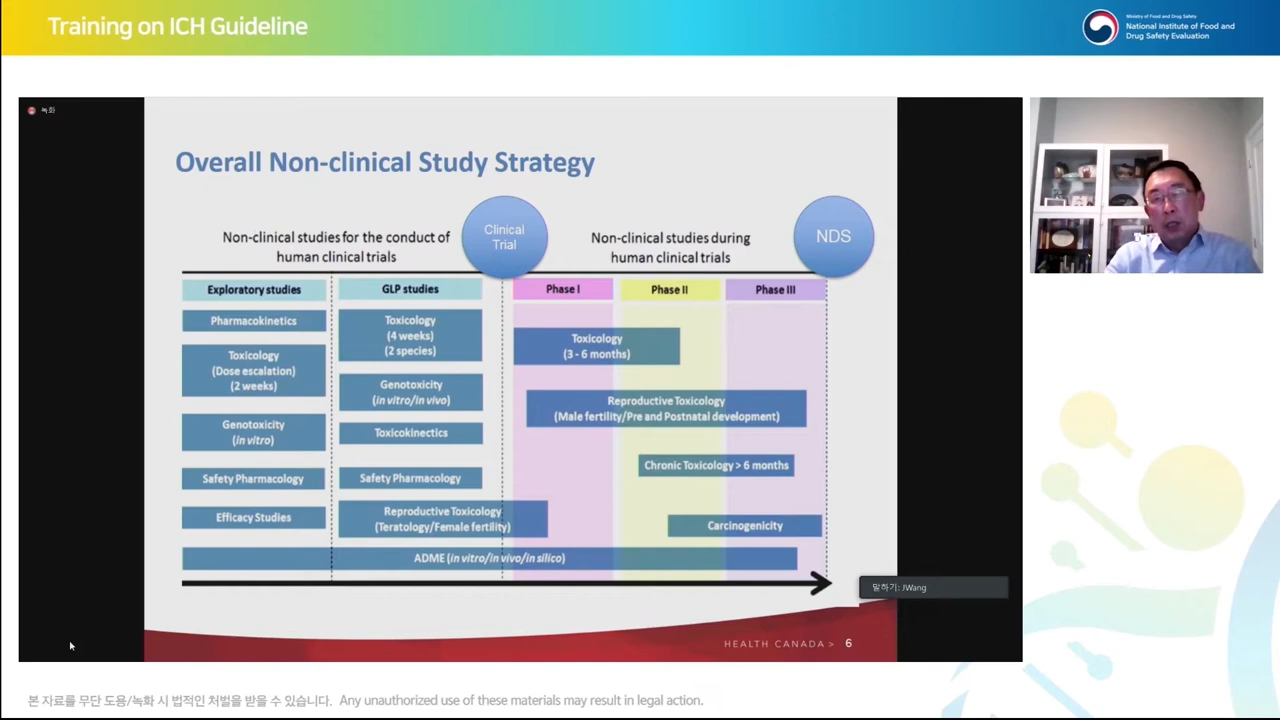 Training on ICH Guideline
Ministry of Food and Drug Safety
National Institute of Food and
Drug Safety Evaluation
녹화
Overall Non-clinical Study Strategy
Non-clinical studies for the conduct of
human clinical trials
Clinical
Trial
Non-clinical studies during
human clinical trials
NDS
Exploratory studies
GLP studies
Phase I
Phase II
Phase III
Pharmacokinetics
Toxicology
(Dose escalation)
(2 weeks)
Genotoxicity
(in vitro)
Safety Pharmacology
Efficacy Studies
Toxicology
(4 weeks)
(2 species)
Genotoxicity
(in vitro/in vivo)
Toxicokinectics
Safety Pharmacology
Reproductive Toxicology
(Teratology/Female fertility)
Toxicology
(3 - 6 months)
Reproductive Toxicology
(Male fertility/Pre and Postnatal development)
Chronic Toxicology > 6 months
Carcinogenicity
ADME (in vitro/in vivo/in silico)
말하기: JWang
HEALTH CANADA > 6
본 자료를 무단 도용/녹화 시 법적인 처벌을 받을 수 있습니다. Any unauthorized use of these materials may result in legal action.